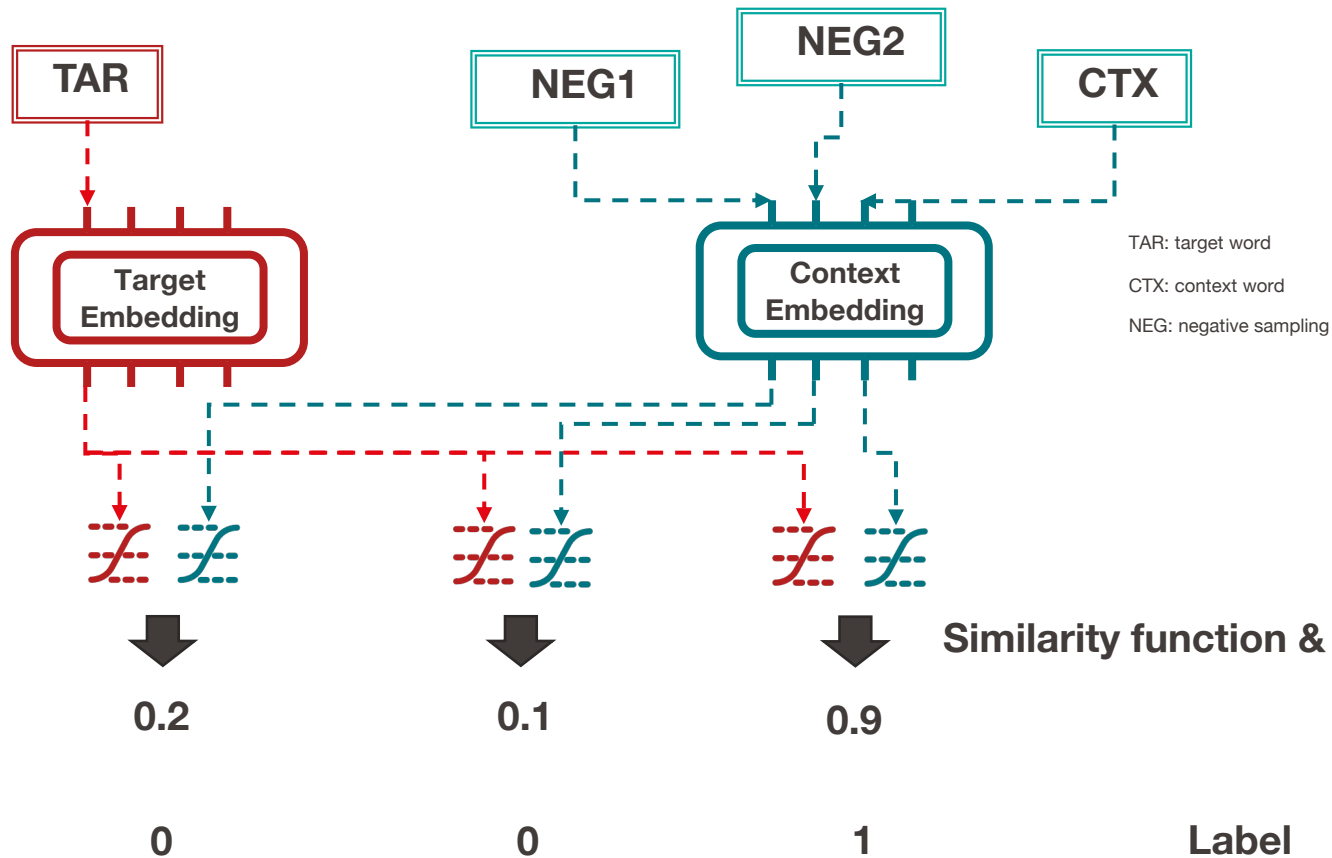 TAR
NEG1
NEG2
CTX
Target
Embedding
Context
Embedding
TAR: target word
CTX: context word
NEG: negative sampling
Similarity function &
0.2
0.1
0.9
0
0
1
Label